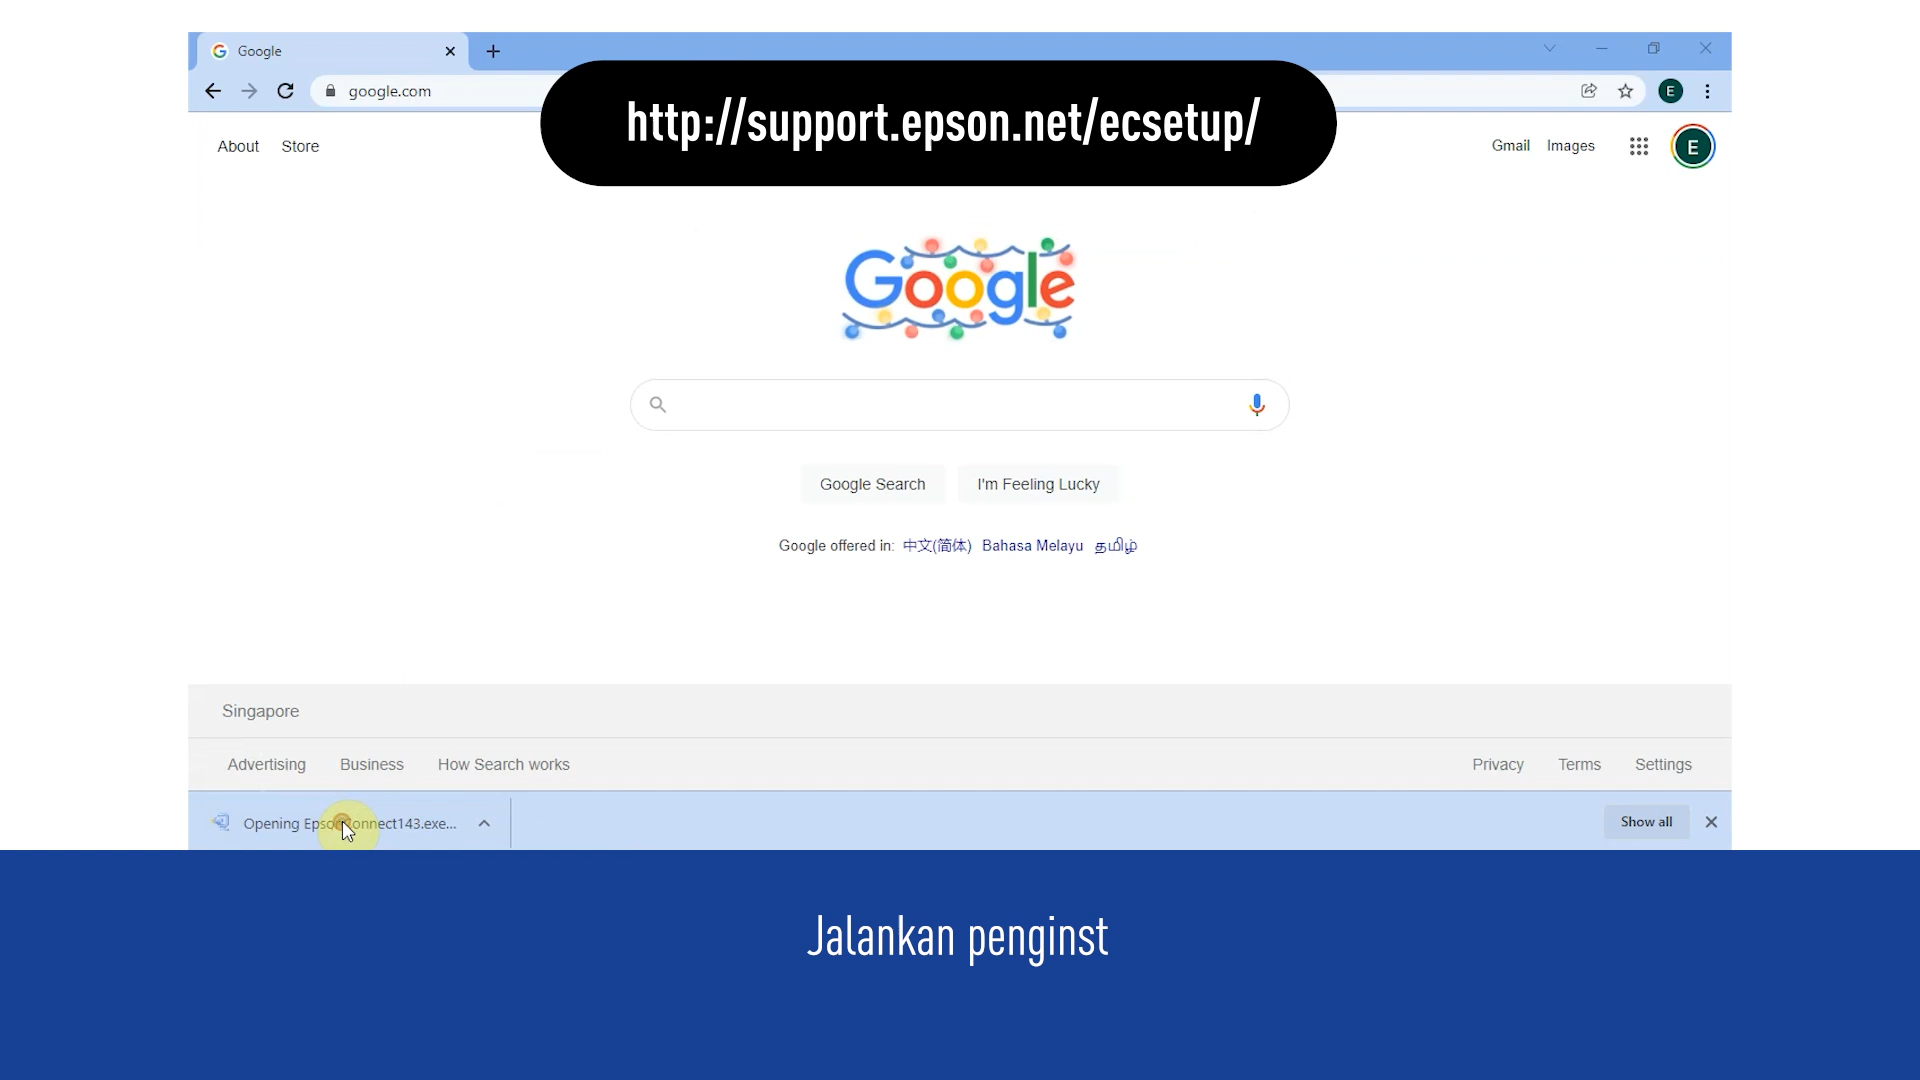 Google
google.com
E
http://support.epson.net/ecsetup/
About Store
Gmail Images
E
Google
Google Search I'm Feeling Lucky
Google offered in: 中文(简体) Bahasa Melayu தமிழ்
Singapore
Advertising Business How Search works
Privacy Terms Settings
Opening EpsonConnect143.exe...
Show all
Jalankan penginst